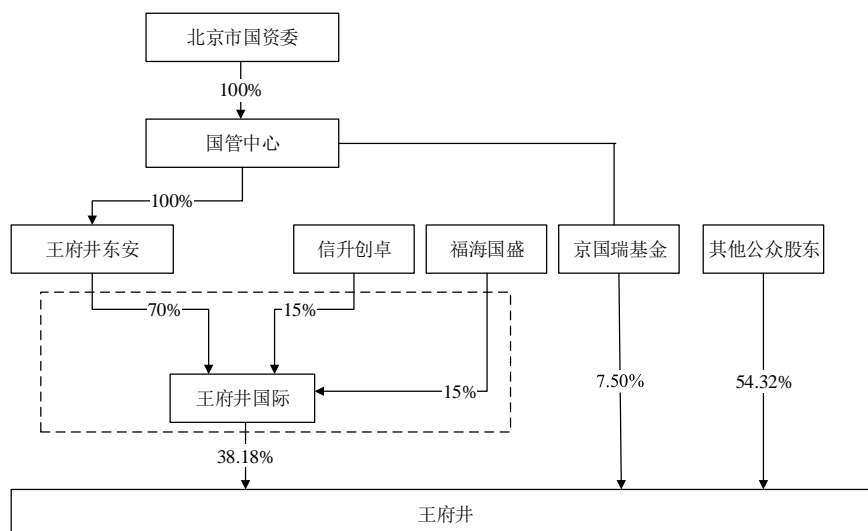 北京市国资委
100%
国管中心
100%
王府井东安
信升创卓
福海国盛
京国瑞基金
其他公众股东
70%
15%
王府井国际
15%
7.50%
54.32%
38.18%
王府井